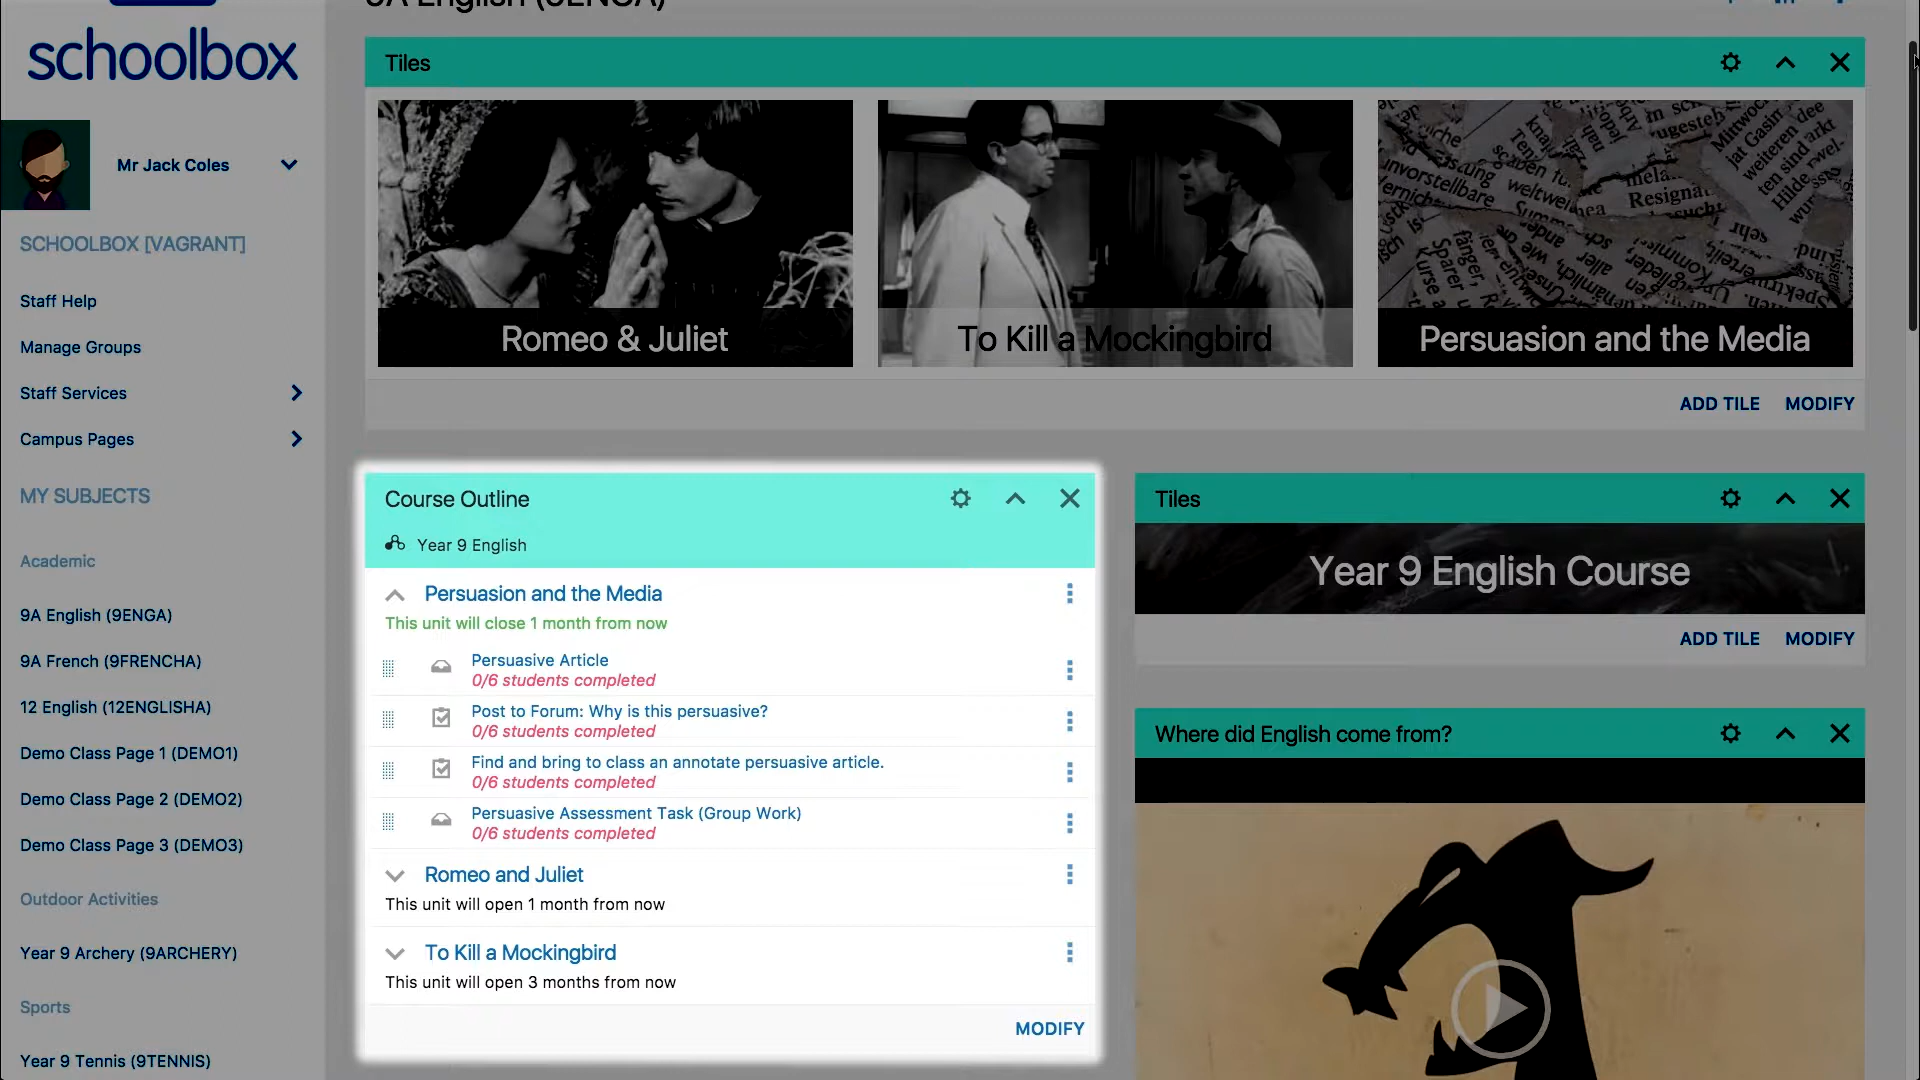 9A English (9ENGA)
schoolbox
Mr Jack Coles
SCHOOLBOX [VAGRANT]
Staff Help
Manage Groups
Staff Services
Campus Pages
MY SUBJECTS
Academic
9A English (9ENGA)
9A French (9FRENCHA)
12 English (12ENGLISHA)
Demo Class Page 1 (DEMO1)
Demo Class Page 2 (DEMO2)
Demo Class Page 3 (DEMO3)
Outdoor Activities
Year 9 Archery (9ARCHERY)
Sports
Year 9 Tennis (9TENNIS)
Tiles
Romeo & Juliet
To Kill a Mockingbird
Persuasion and the Media
ADD TILE MODIFY
Course Outline
Year 9 English
Persuasion and the Media
This unit will close 1 month from now
Persuasive Article
0/6 students completed
Post to Forum: Why is this persuasive?
0/6 students completed
Find and bring to class an annotate persuasive article.
0/6 students completed
Persuasive Assessment Task (Group Work)
0/6 students completed
Romeo and Juliet
This unit will open 1 month from now
To Kill a Mockingbird
This unit will open 3 months from now
MODIFY
Tiles
Year 9 English Course
ADD TILE MODIFY
Where did English come from?